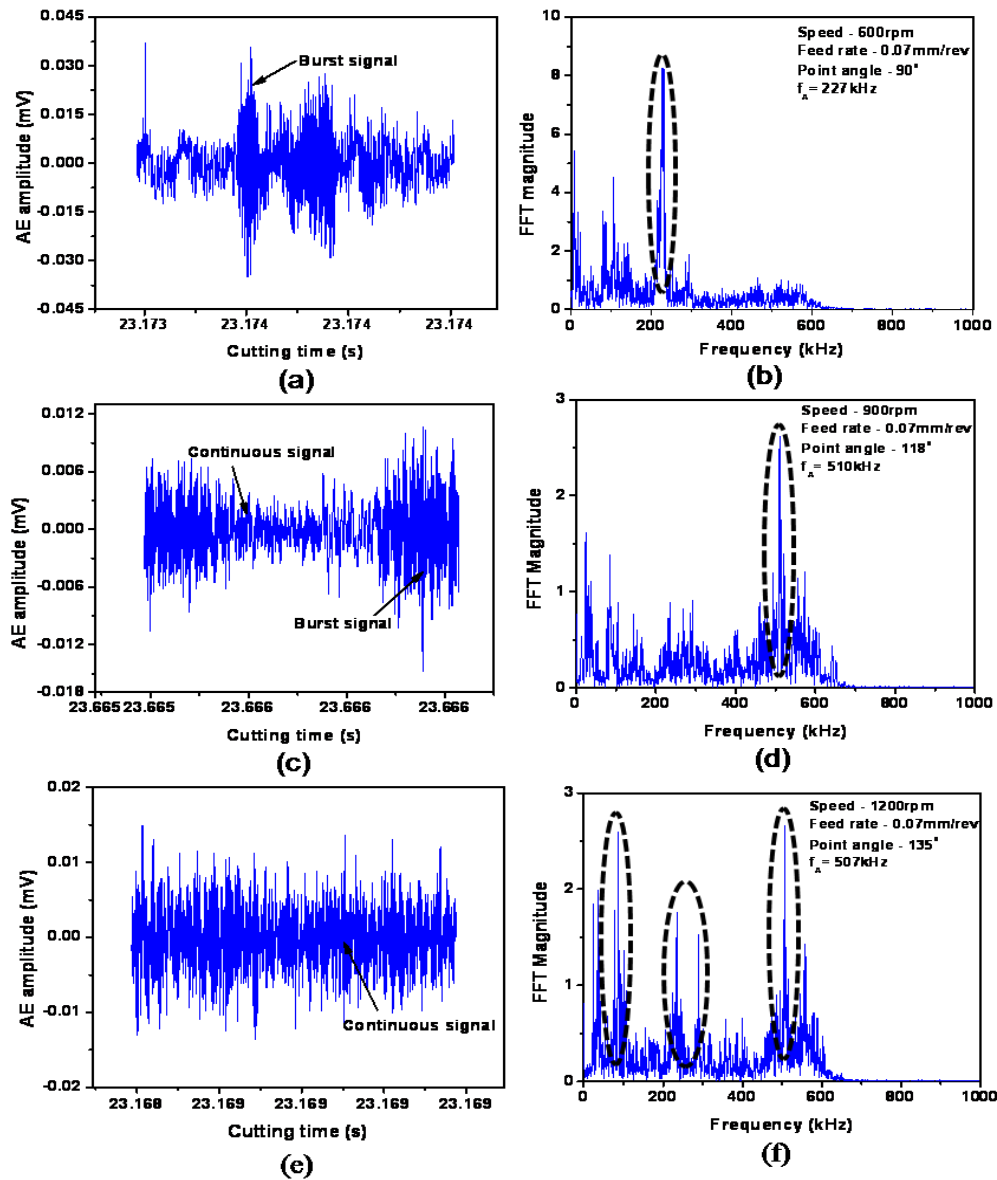 0.045
0.030
0.015
0.000
-0.015
-0.030
-0.045
AE amplitude (mV)
Burst signal
23.173 23.174 23.174 23.174
Cutting time (s)
(a)
10
8
6
4
2
0
FFT magnitude
Speed - 600rpm
Feed rate - 0.07mm/rev
Point angle - 90°
fA = 227kHz
0 200 400 600 800 1000
Frequency (kHz)
(b)
0.012
0.006
0.000
-0.006
-0.012
-0.018
AE amplitude (mV)
Continuous signal
Burst signal
23.665 23.665 23.666 23.666 23.666
Cutting time (s)
(c)
3
2
1
0
FFT Magnitude
Speed - 900rpm
Feed rate - 0.07mm/rev
Point angle - 118°
fA = 510kHz
0 200 400 600 800 1000
Frequency (kHz)
(d)
0.02
0.01
0.00
-0.01
-0.02
AE amplitude (mV)
Continuous signal
23.168 23.169 23.169 23.169 23.169
Cutting time (s)
(e)
3
2
1
0
FFT Magnitude
Speed - 1200rpm
Feed rate - 0.07mm/rev
Point angle - 135°
fA = 507kHz
0 200 400 600 800 1000
Frequency (kHz)
(f)